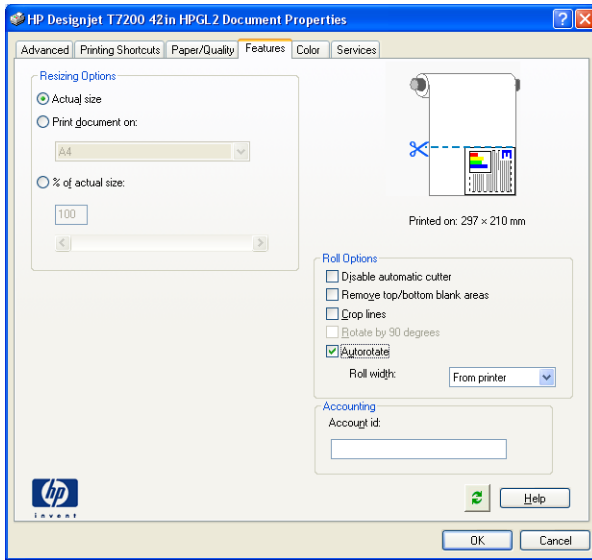 HP Designjet T7200 42in HPGL2 Document Properties
Advanced Printing Shortcuts Paper/Quality Features Color Services
Resizing Options
Actual size
Print document on:
A4
% of actual size:
100
Printed on: 297 × 210 mm
Roll Options
Disable automatic cutter
Remove top/bottom blank areas
Crop lines
Rotate by 90 degrees
Autorotate
Roll width: From printer
Accounting
Account id:
hp
invent
Help
OK Cancel